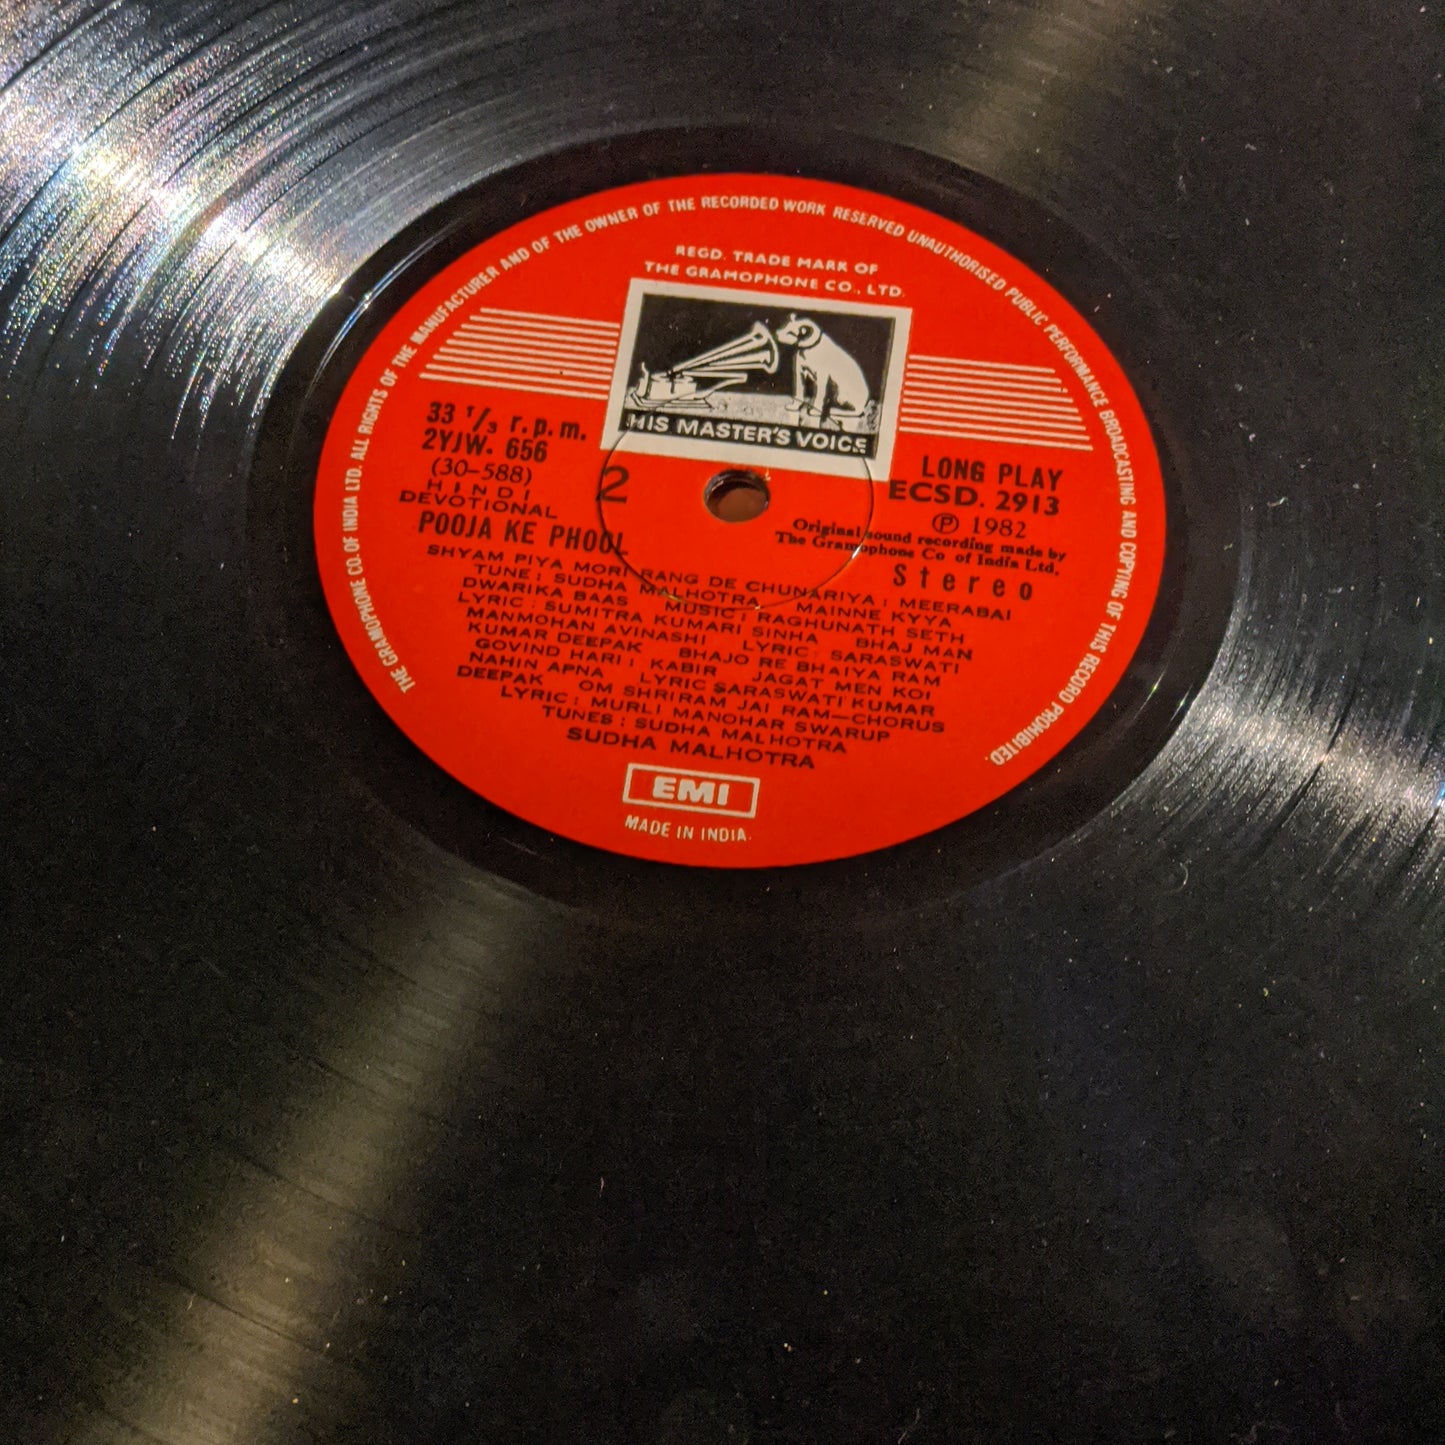 THE GRAMOPHONE CO. OF INDIA LTD. ALL RIGHTS OF THE MANUFACTURER AND OF THE OWNER OF THE RECORDED WORK RESERVED UNAUTHORISED PUBLIC PERFORMANCE BROADCASTING AND COPYING OF THIS RECORD PROHIBITED.
REGD. TRADE MARK OF
THE GRAMOPHONE CO., LTD.
HIS MASTER'S VOICE
33 1/3 r.p.m.
2YJW. 656
(30-588)
HINDI
DEVOTIONAL
2
LONG PLAY
ECSD. 2913
℗ 1982
Original sound recording made by
The Gramophone Co of India Ltd.
Stereo
POOJA KE PHOOL
SHYAM PIYA MORI RANG DE CHUNARIYA: MEERABAI
TUNE: SUDHA MALHOTRA MAINNE KYYA
DWARIKA BAAS MUSIC: RAGHUNATH SETH
LYRIC: SUMITRA KUMARI SINHA BHAJ MAN
MANMOHAN AVINASHI LYRIC: SARASWATI
KUMAR DEEPAK BHAJO RE BHAIYA RAM
GOVIND HARI: KABIR JAGAT MEN KOI
NAHIN APNA LYRIC SARASWATI KUMAR
DEEPAK OM SHRIRAM JAI RAM—CHORUS
LYRIC: MURLI MANOHAR SWARUP
TUNES: SUDHA MALHOTRA
SUDHA MALHOTRA
EMI
MADE IN INDIA.